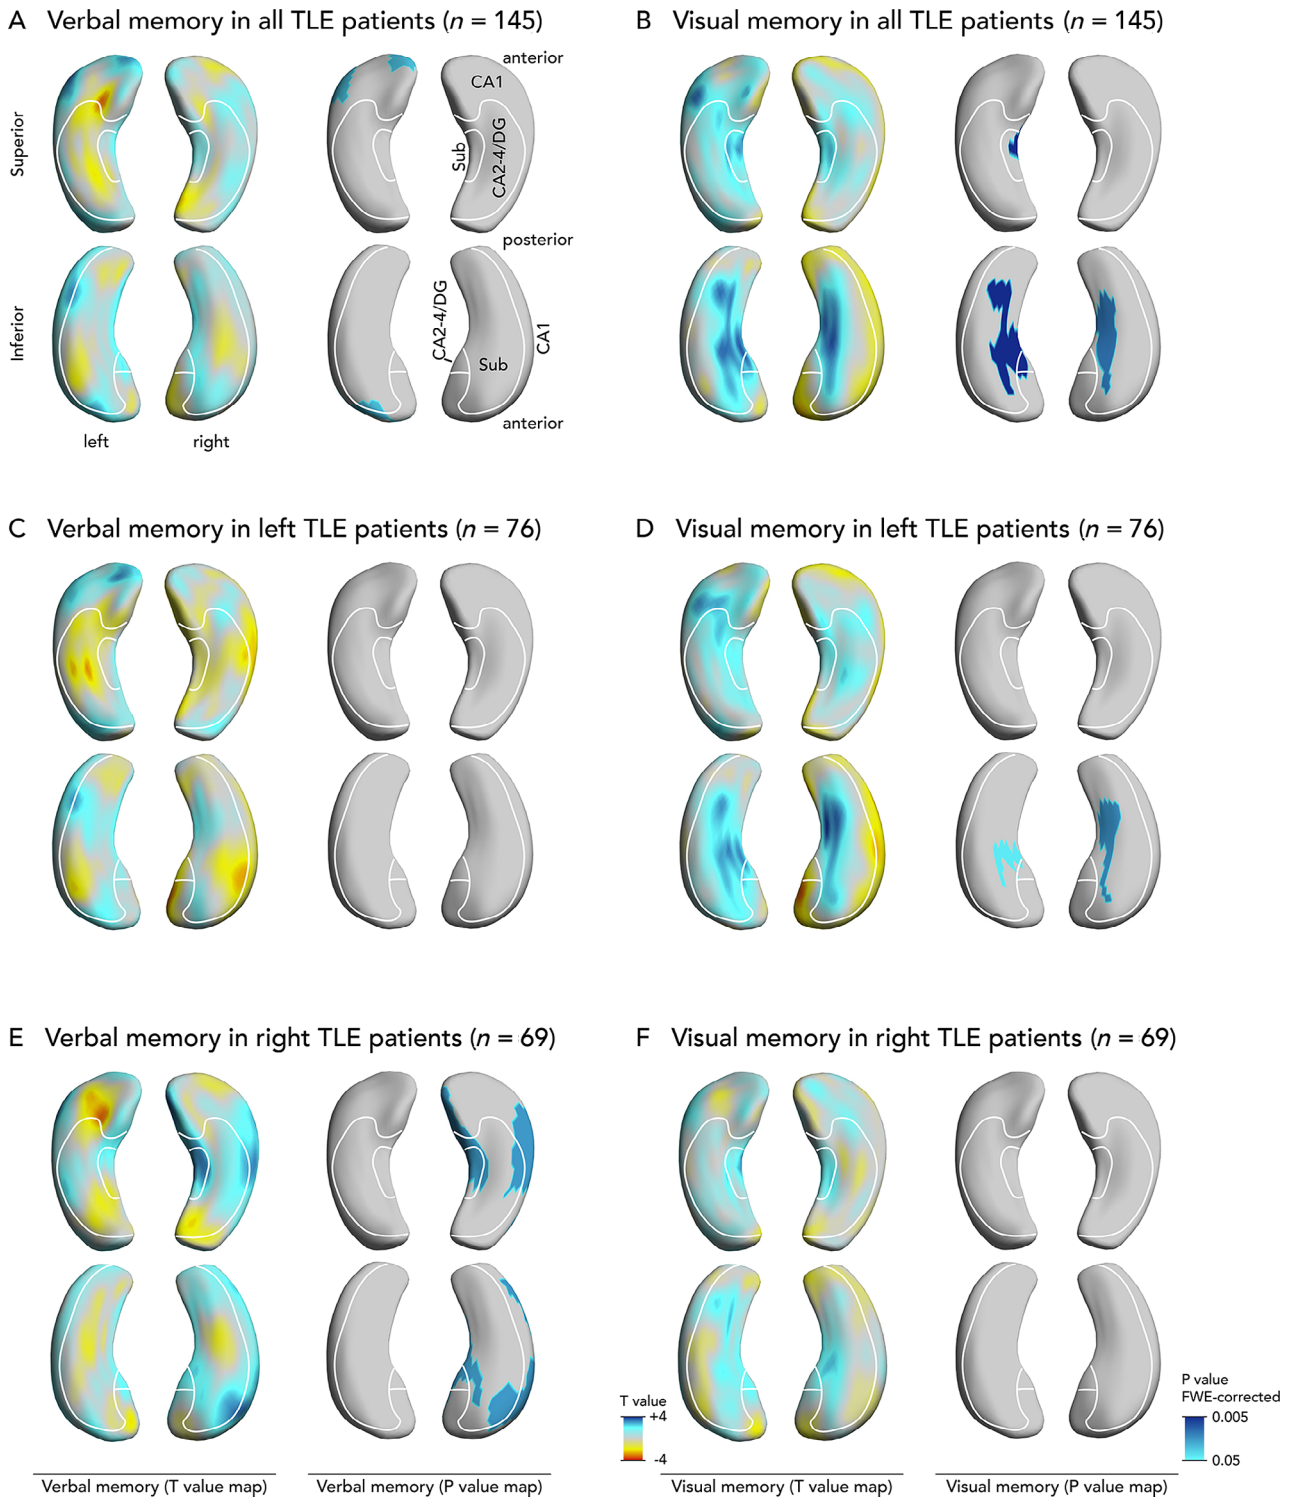 A Verbal memory in all TLE patients (n = 145)
B Visual memory in all TLE patients (n = 145)
Superior
anterior
CA1
Sub
CA2-4/DG
posterior
Inferior
CA2-4/DG
Sub
CA1
anterior
left
right
C Verbal memory in left TLE patients (n = 76)
D Visual memory in left TLE patients (n = 76)
E Verbal memory in right TLE patients (n = 69)
F Visual memory in right TLE patients (n = 69)
T value
+4
-4
P value
FWE-corrected
0.005
0.05
Verbal memory (T value map)
Verbal memory (P value map)
Visual memory (T value map)
Visual memory (P value map)